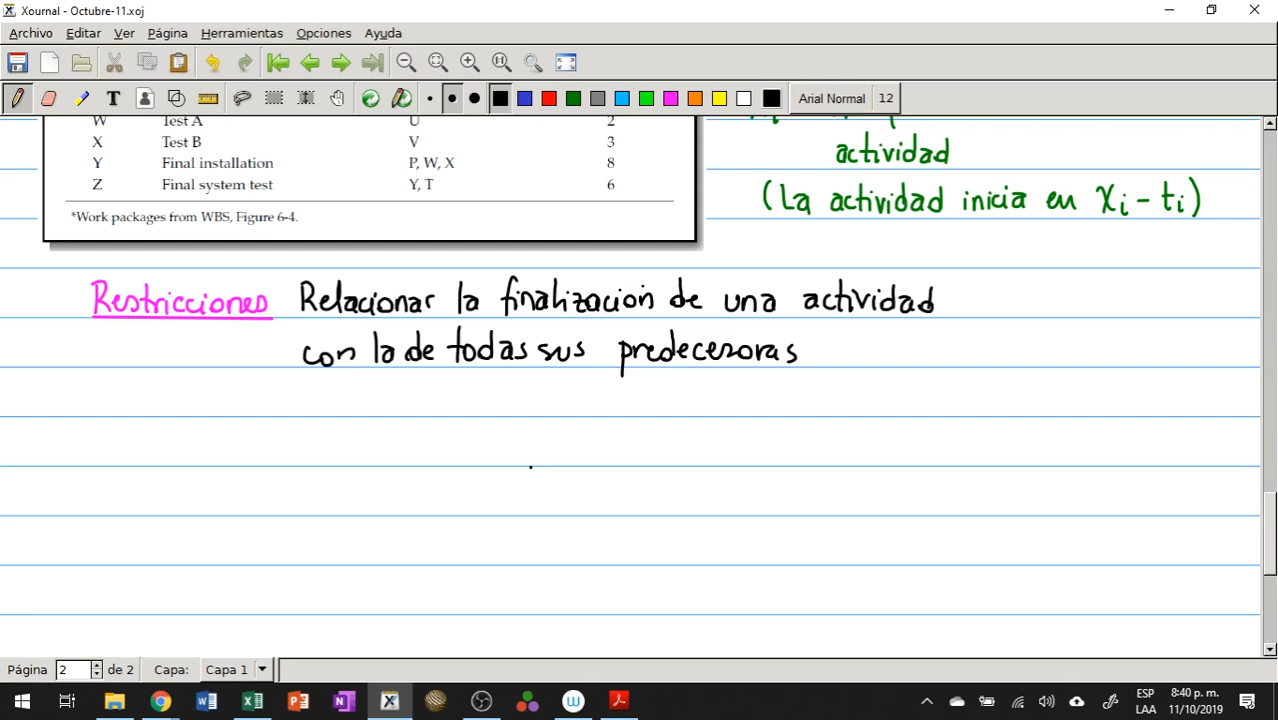 Xournal - Octubre-11.xoj
Archivo Editar Ver Página Herramientas Opciones Ayuda
Arial Normal 12
W Test A U 2
X Test B V 3
Y Final installation P, W, X 8
Z Final system test Y, T 6
*Work packages from WBS, Figure 6-4.
actividad
(La actividad inicia en xi - ti)
Restricciones Relacionar la finalización de una actividad
con la de todas sus predecesoras
Página 2 de 2 Capa: Capa 1
ESP 8:40 p. m.
LAA 11/10/2019